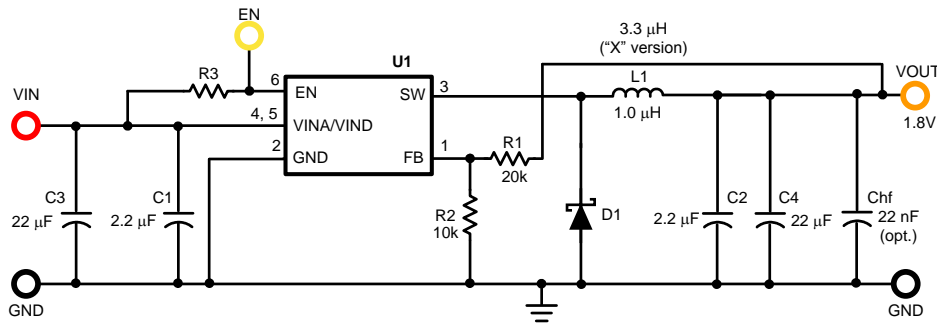 EN
3.3 μH
("X" version)
U1
R3
6
EN
SW
3
L1
1.0 μH
VOUT
1.8V
VIN
4, 5
VINA/VIND
2
GND
FB
1
R1
20k
C3
22 μF
C1
2.2 μF
R2
10k
D1
C2
2.2 μF
C4
22 μF
Chf
22 nF
(opt.)
GND
GND